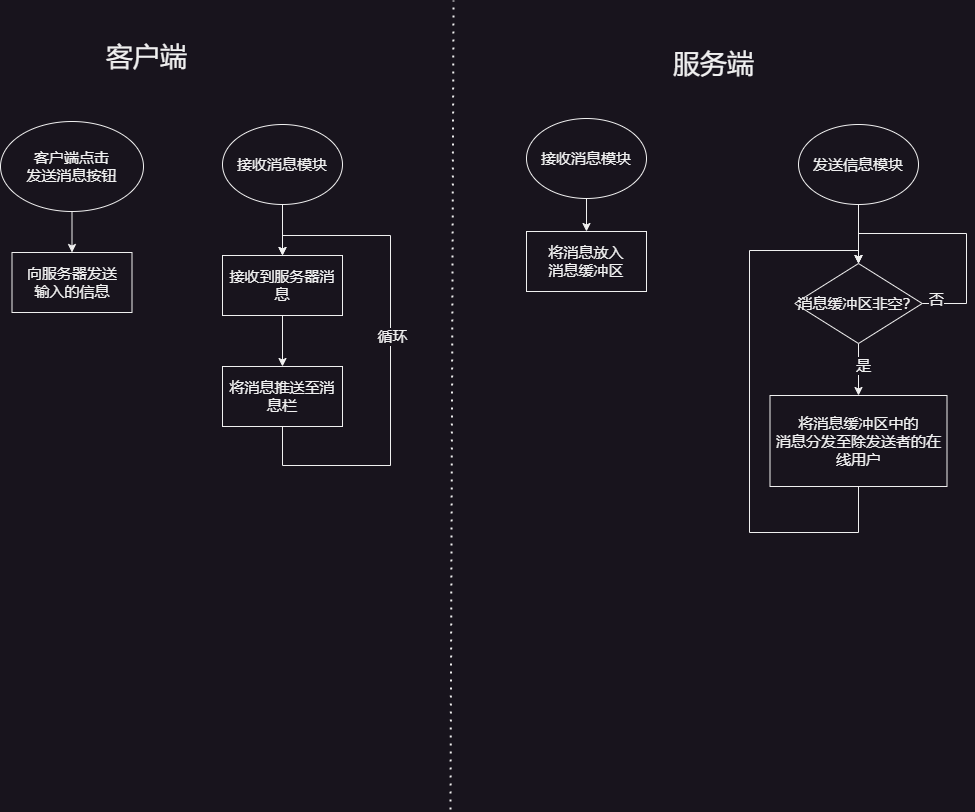 客户端
服务端
客户端点击
发送消息按钮
向服务器发送
输入的信息
接收消息模块
接收到服务器消
息
将消息推送至消
息栏
循环
接收消息模块
将消息放入
消息缓冲区
发送信息模块
消息缓冲区非空？
否
是
将消息缓冲区中的
消息分发至除发送者的在
线用户